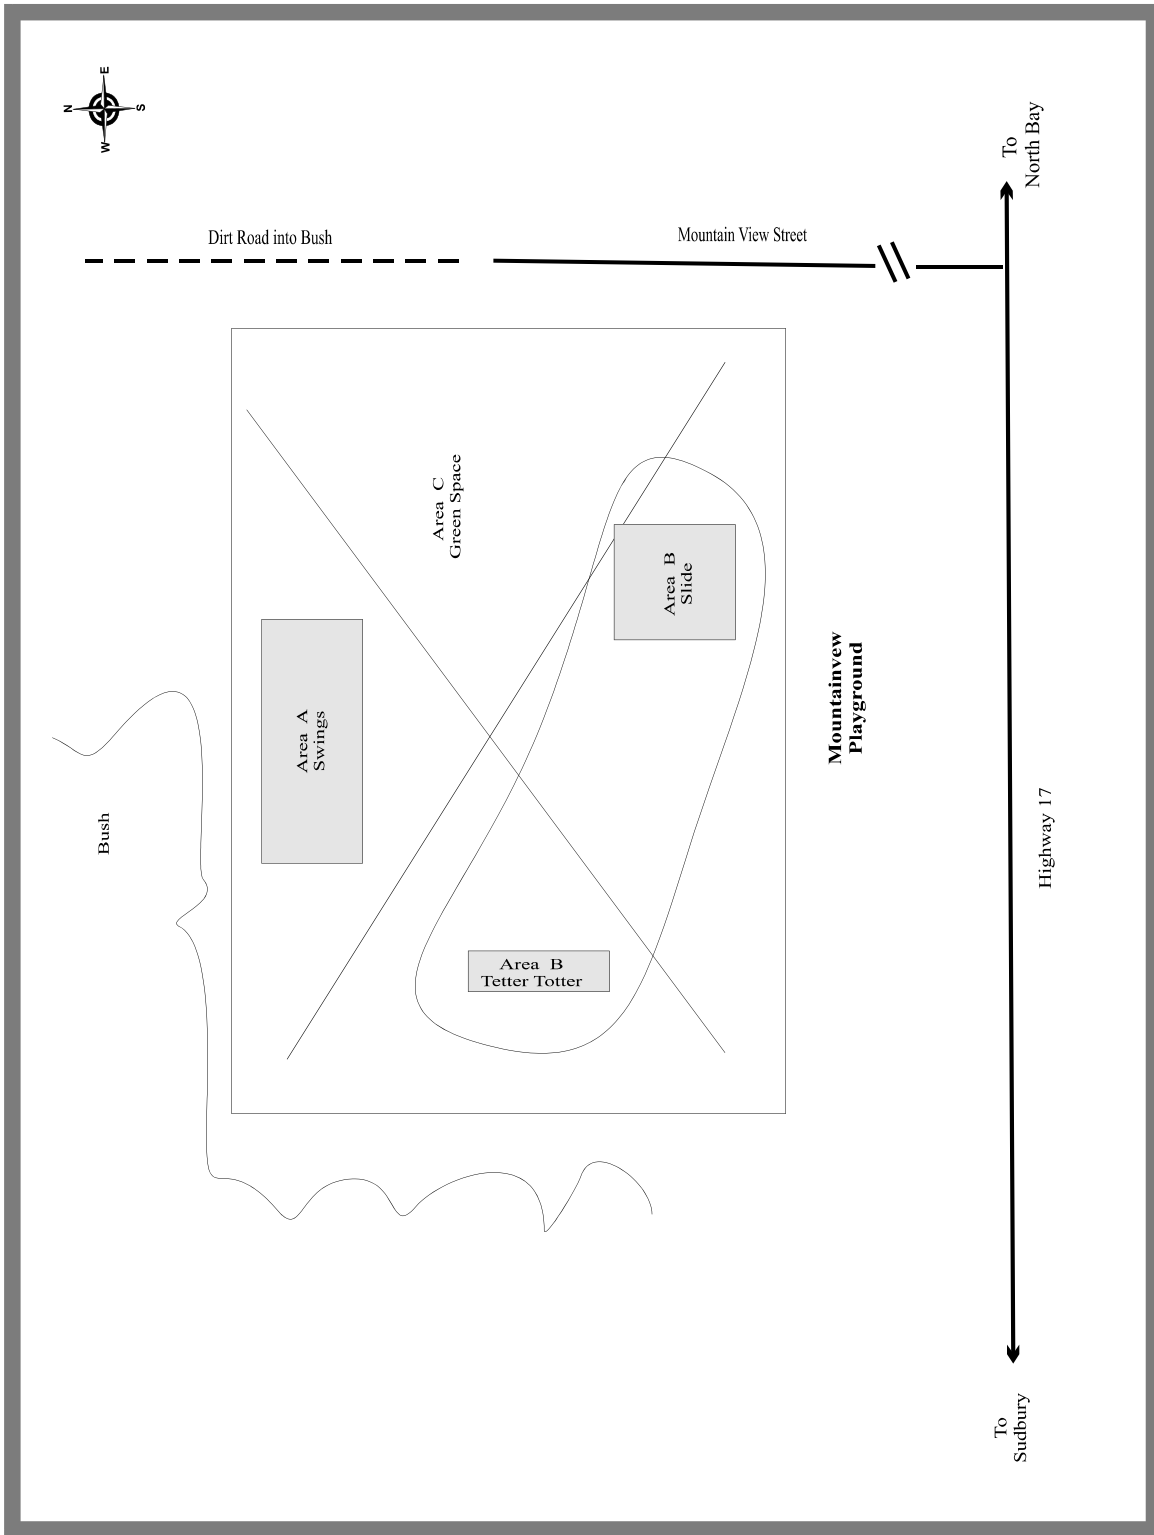 E
N
S
W
To
North Bay
Dirt Road into Bush
Mountain View Street
Area C
Green Space
Area B
Slide
Area A
Swings
Mountainvew
Playground
Bush
Highway 17
Area B
Tetter Totter
To
Sudbury